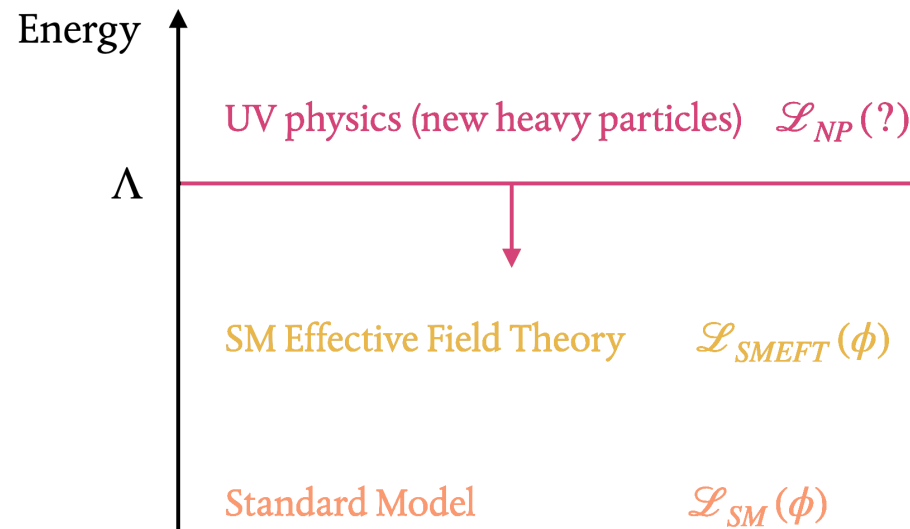 Energy
UV physics (new heavy particles) ℒ_NP (?)
Λ
SM Effective Field Theory ℒ_SMEFT (ϕ)
Standard Model ℒ_SM (ϕ)